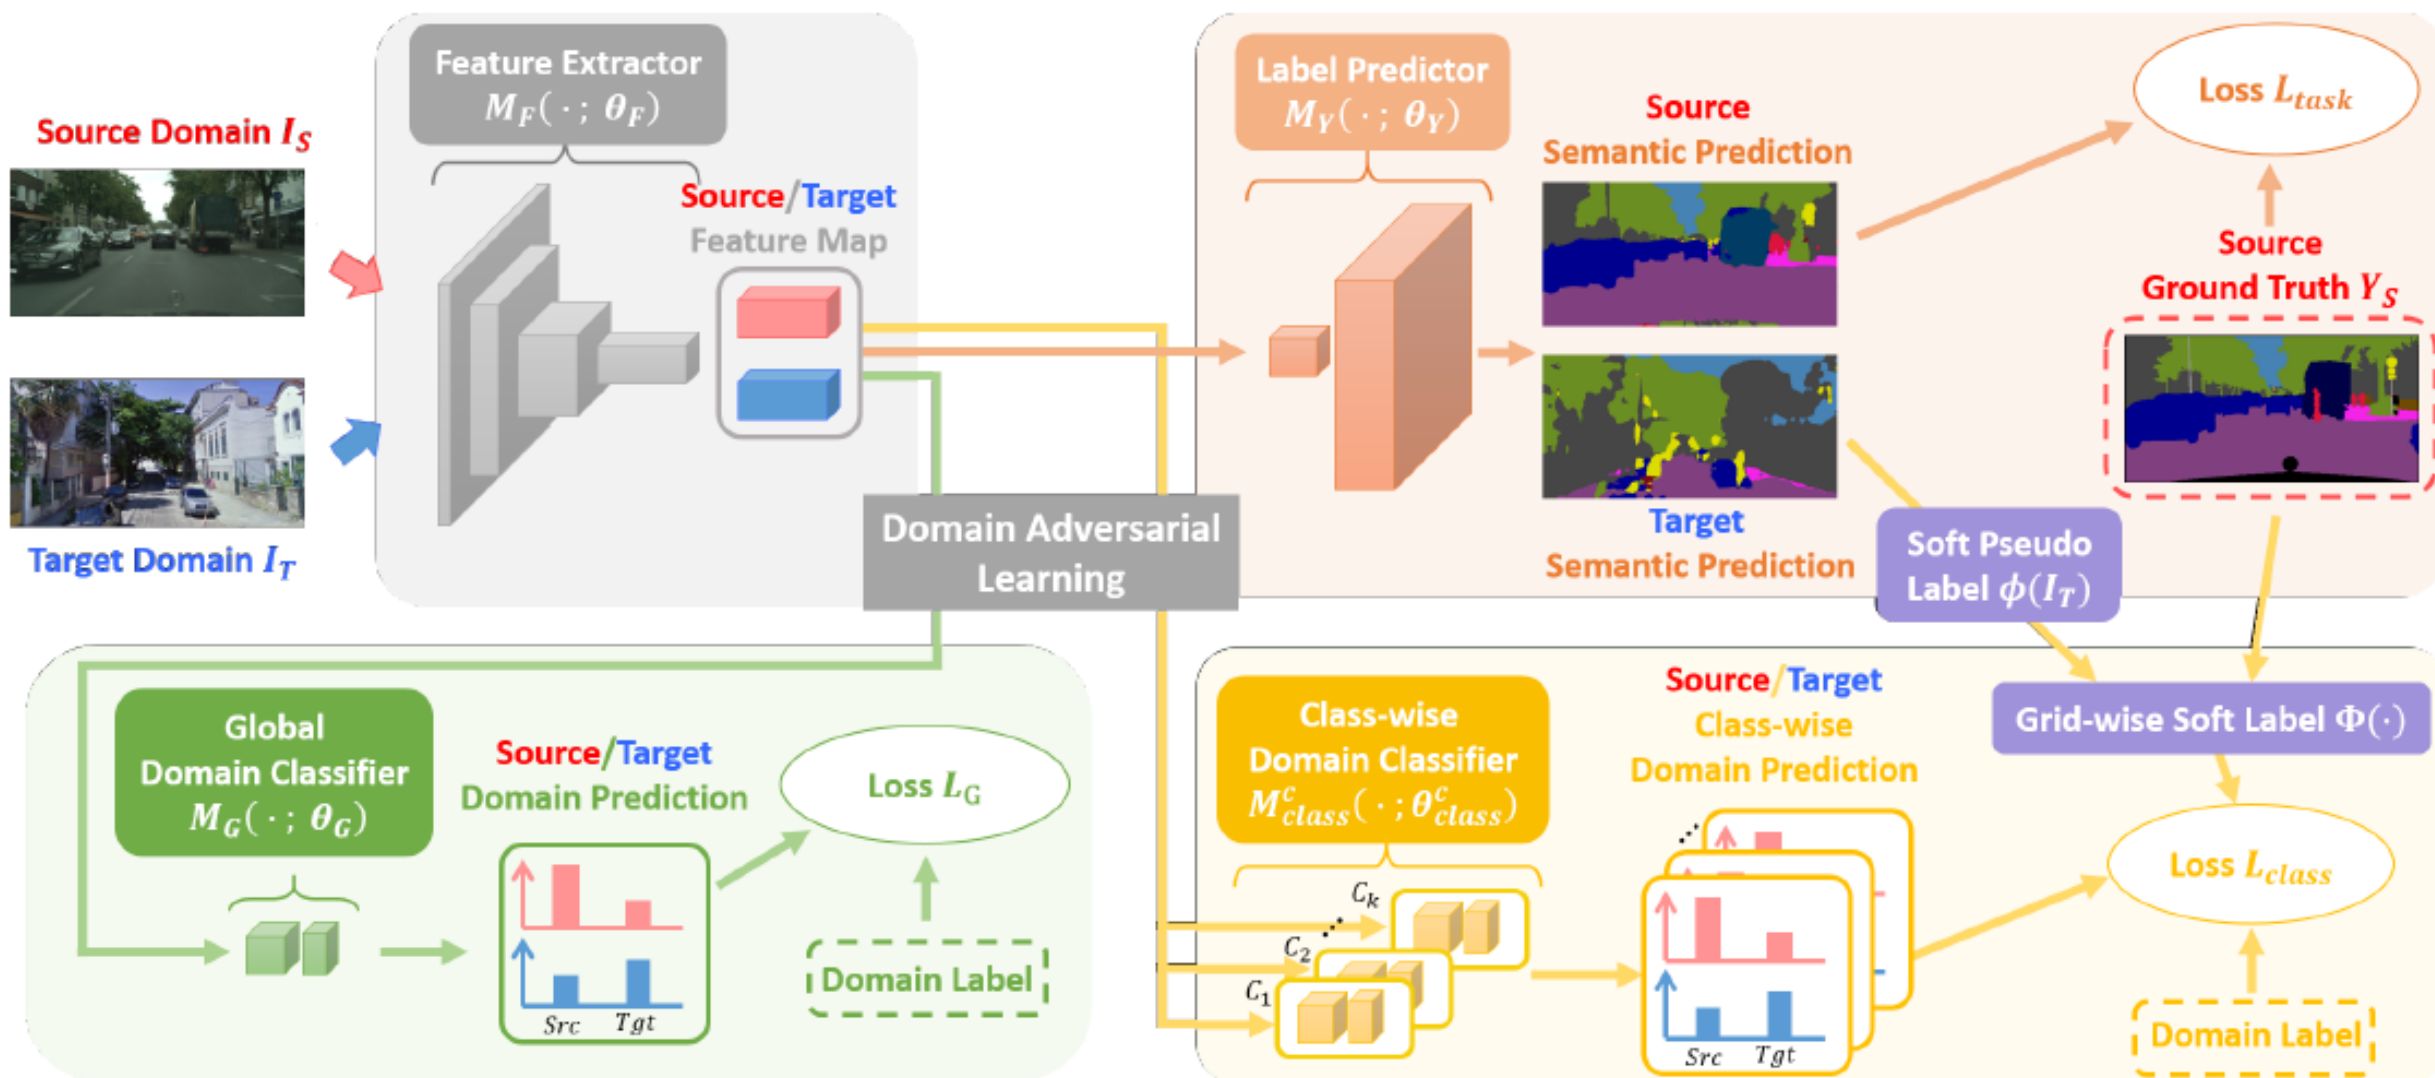 Feature Extractor
M_F( · ; θ_F)
Source Domain I_S
Target Domain I_T
Source/Target
Feature Map
Domain Adversarial
Learning
Label Predictor
M_Y( · ; θ_Y)
Source
Semantic Prediction
Target
Semantic Prediction
Loss L_task
Source
Ground Truth Y_S
Soft Pseudo
Label ϕ(I_T)
Grid-wise Soft Label Φ(·)
Global
Domain Classifier
M_G( · ; θ_G)
Source/Target
Domain Prediction
Src Tgt
Loss L_G
Domain Label
Class-wise
Domain Classifier
M^c_class( · ; θ^c_class)
C_k
⋰
C_2
C_1
Source/Target
Class-wise
Domain Prediction
⋰
Src Tgt
Loss L_class
Domain Label